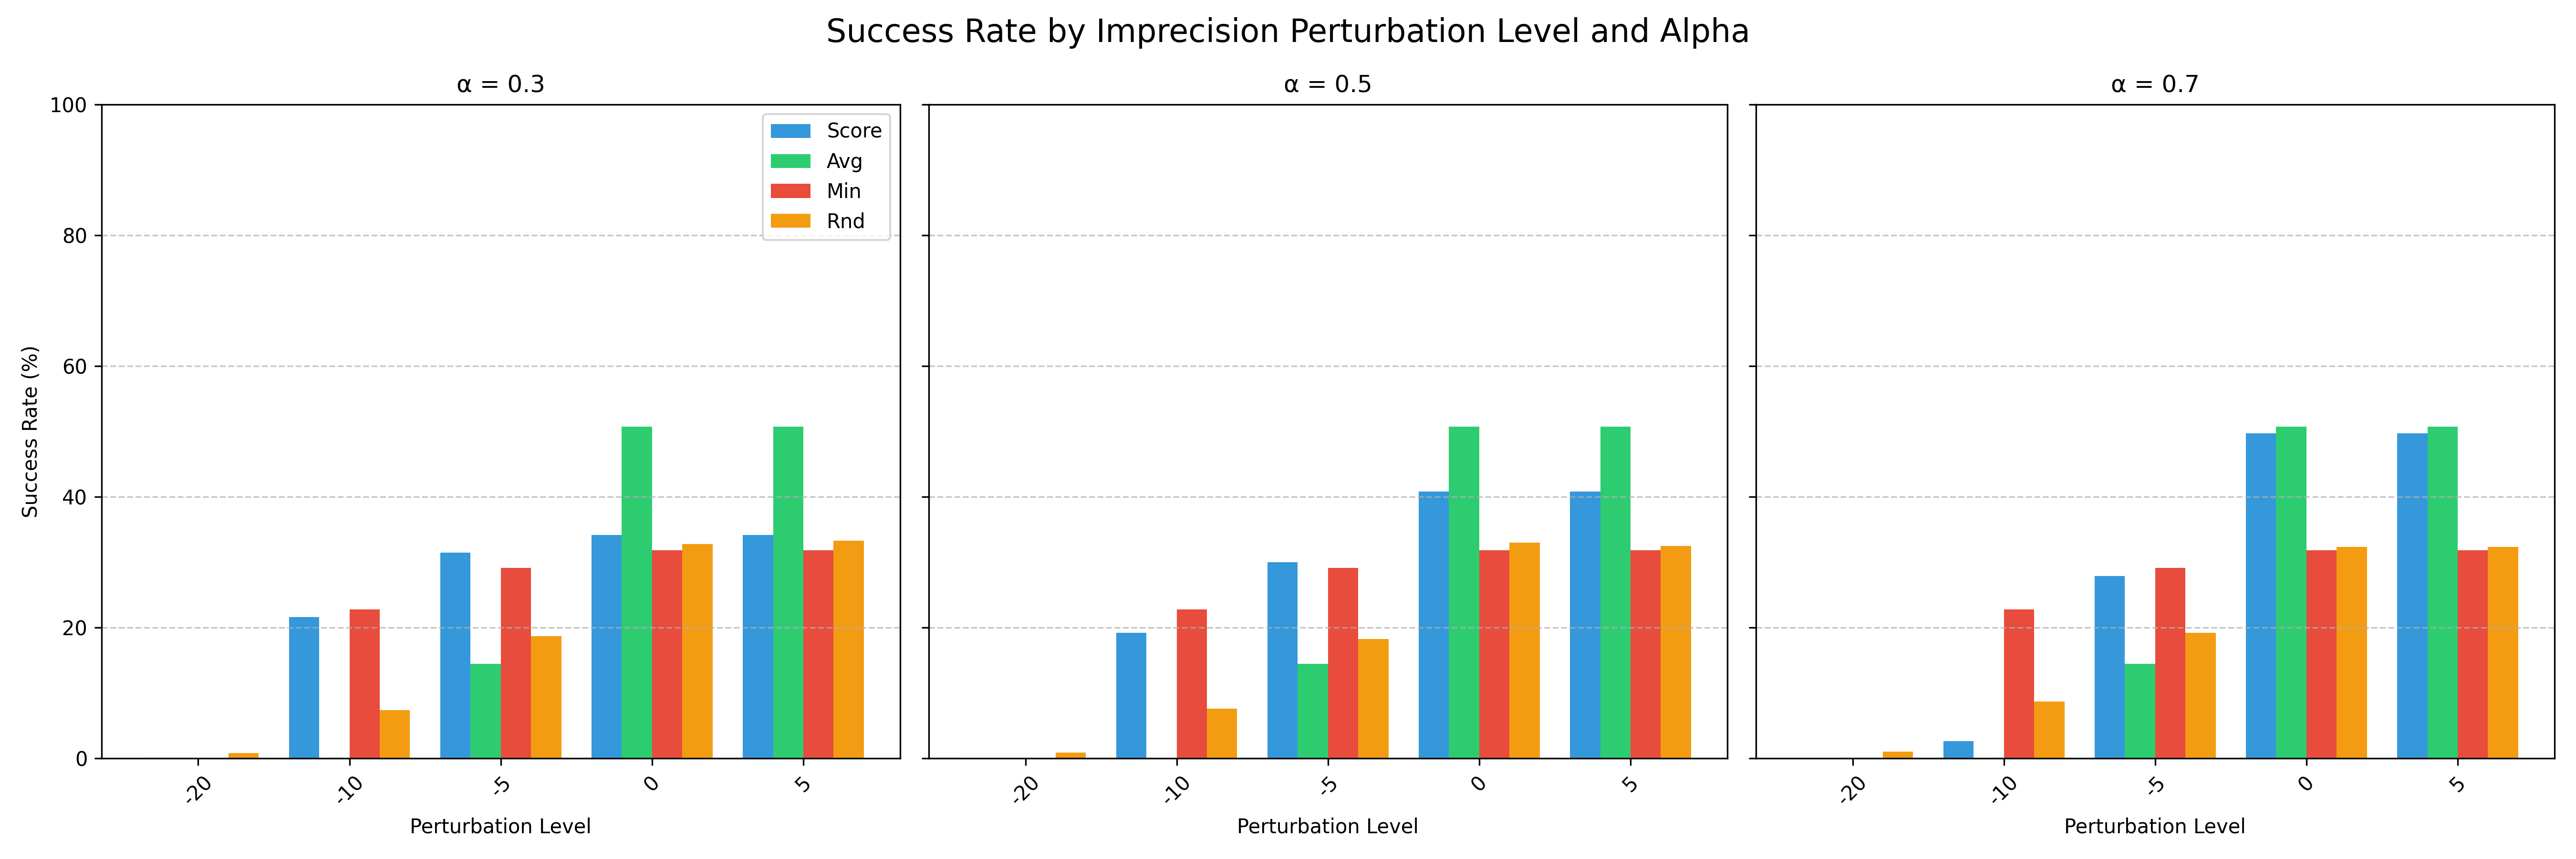 Success Rate by Imprecision Perturbation Level and Alpha
α = 0.3
α = 0.5
α = 0.7
Success Rate (%)
100
80
60
40
20
0
Score
Avg
Min
Rnd
-20
-10
-5
0
5
-20
-10
-5
0
5
-20
-10
-5
0
5
Perturbation Level
Perturbation Level
Perturbation Level